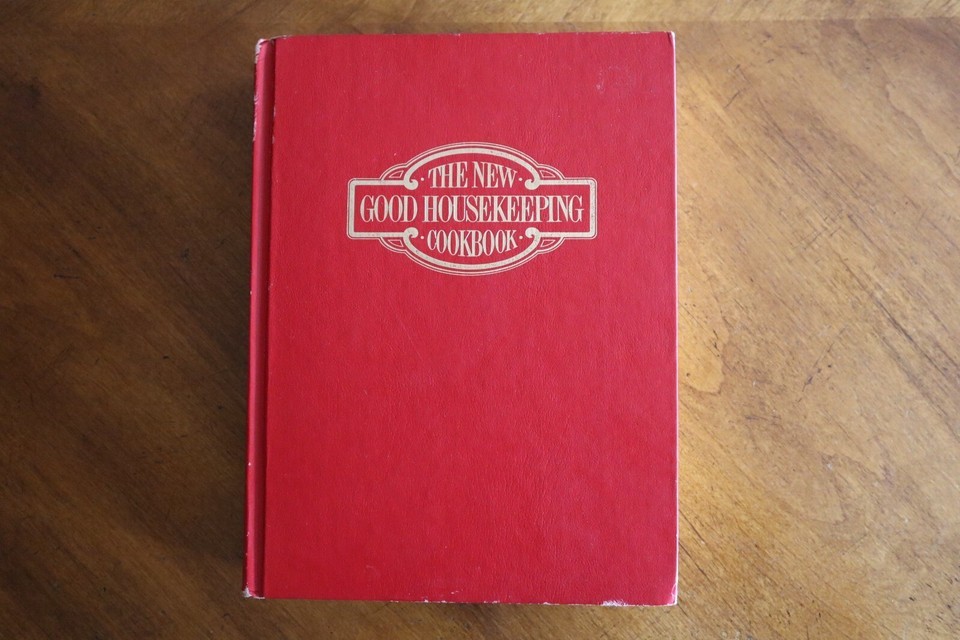 · THE NEW ·
GOOD HOUSEKEEPING
· COOKBOOK ·